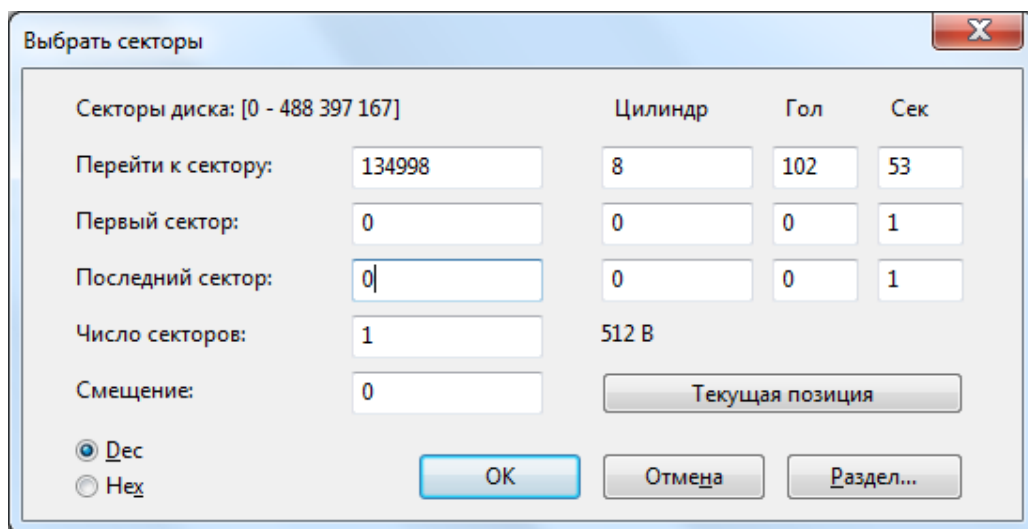 Выбрать секторы
Секторы диска: [0 - 488 397 167] Цилиндр Гол Сек
Перейти к сектору: 134998 8 102 53
Первый сектор: 0 0 0 1
Последний сектор: 0 0 0 1
Число секторов: 1 512 B
Смещение: 0 Текущая позиция
Dec
Hex
OK Отмена Раздел...